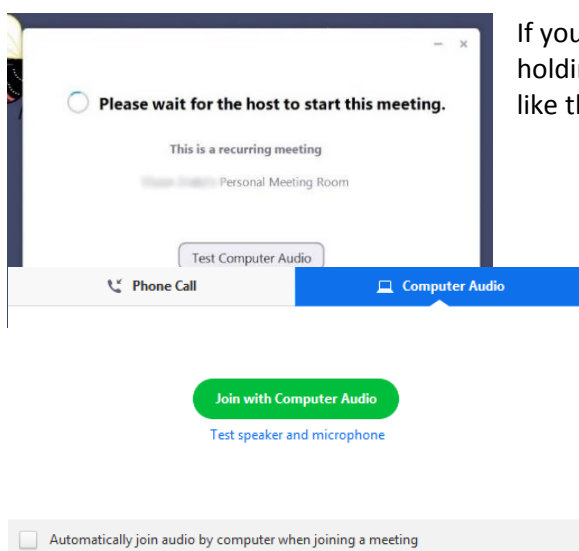 If you
holdi
like th
Please wait for the host to start this meeting.
This is a recurring meeting
Personal Meeting Room
Test Computer Audio
Phone Call
Computer Audio
Join with Computer Audio
Test speaker and microphone
Automatically join audio by computer when joining a meeting